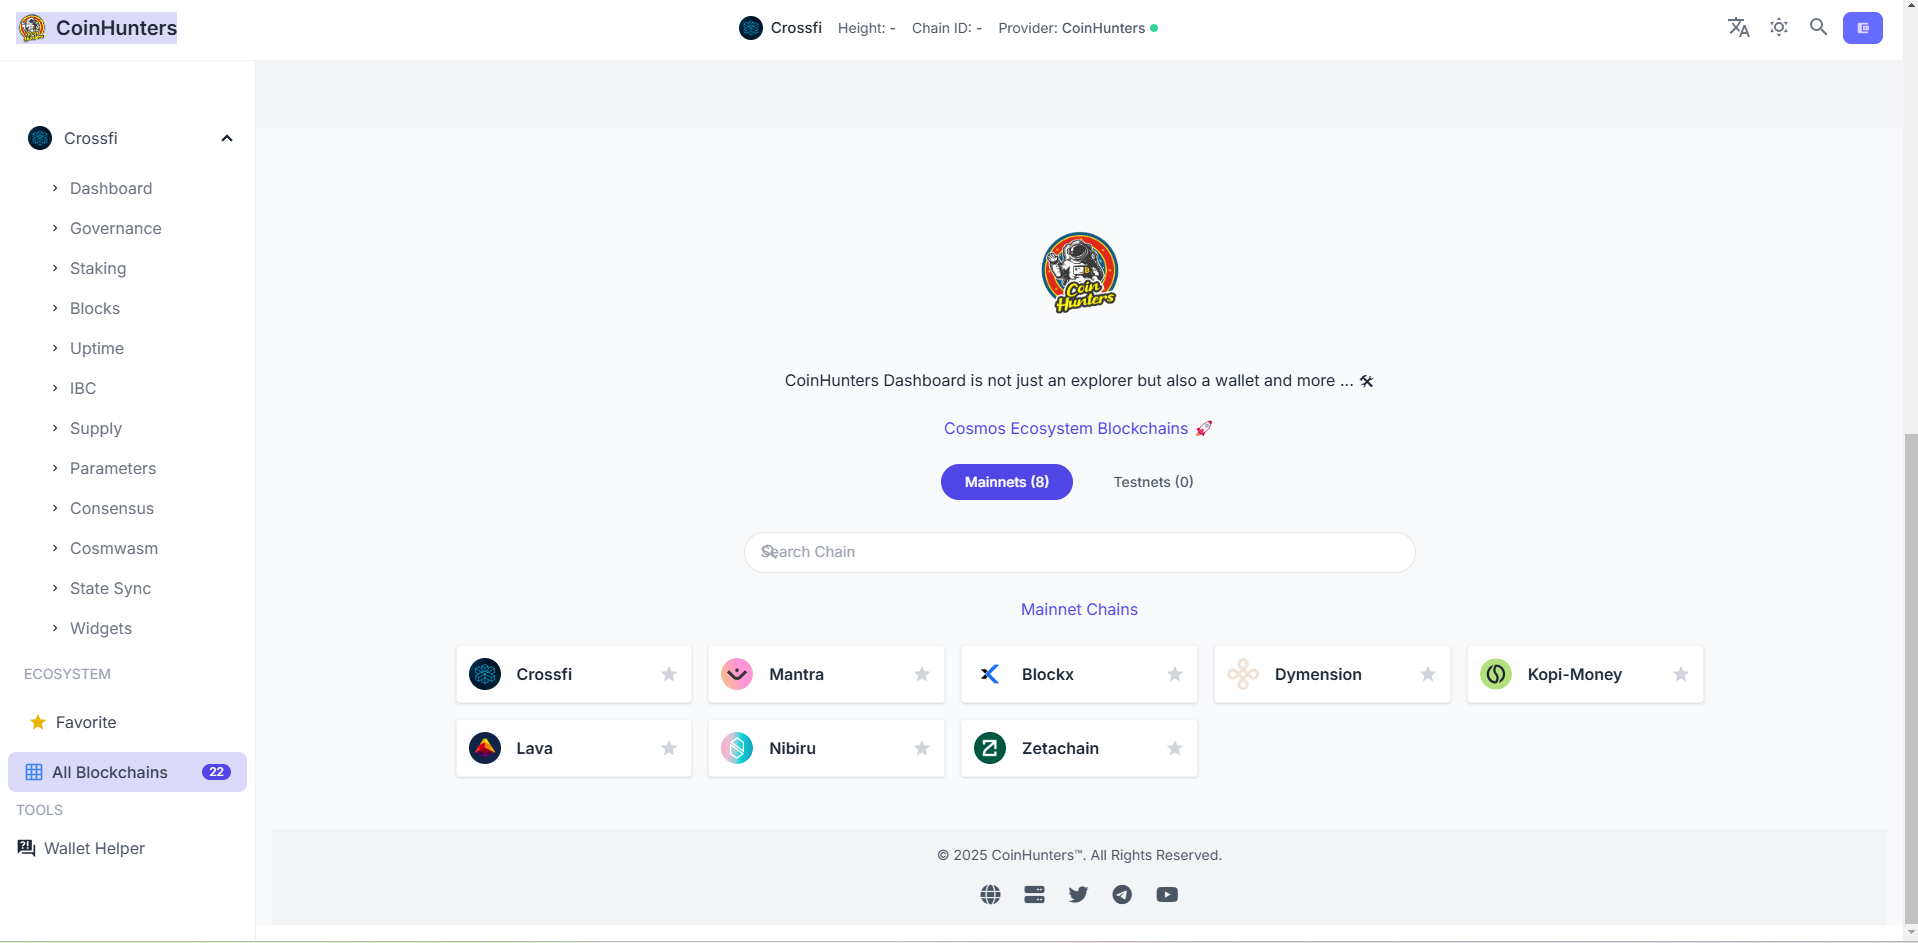 CoinHunters
Crossfi Height: - Chain ID: - Provider: CoinHunters
Crossfi
Dashboard
Governance
Staking
Blocks
Uptime
IBC
Supply
Parameters
Consensus
Cosmwasm
State Sync
Widgets
ECOSYSTEM
Favorite
All Blockchains 22
TOOLS
Wallet Helper
Coin
Hunters
CoinHunters Dashboard is not just an explorer but also a wallet and more ... 🛠
Cosmos Ecosystem Blockchains 🚀
Mainnets (8) Testnets (0)
Search Chain
Mainnet Chains
Crossfi Mantra Blockx Dymension Kopi-Money
Lava Nibiru Zetachain
© 2025 CoinHunters™. All Rights Reserved.